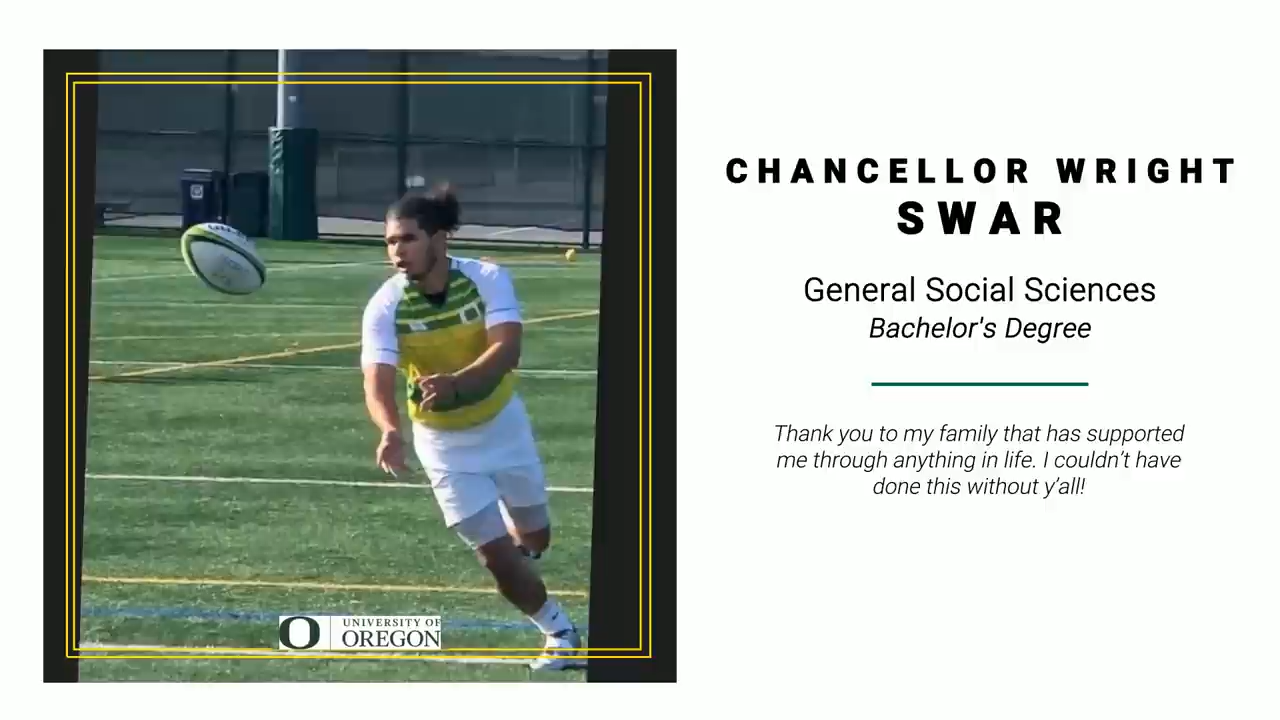 CHANCELLOR WRIGHT
SWAR
General Social Sciences
Bachelor's Degree
Thank you to my family that has supported
me through anything in life. I couldn’t have
done this without y’all!
O
UNIVERSITY OF
OREGON